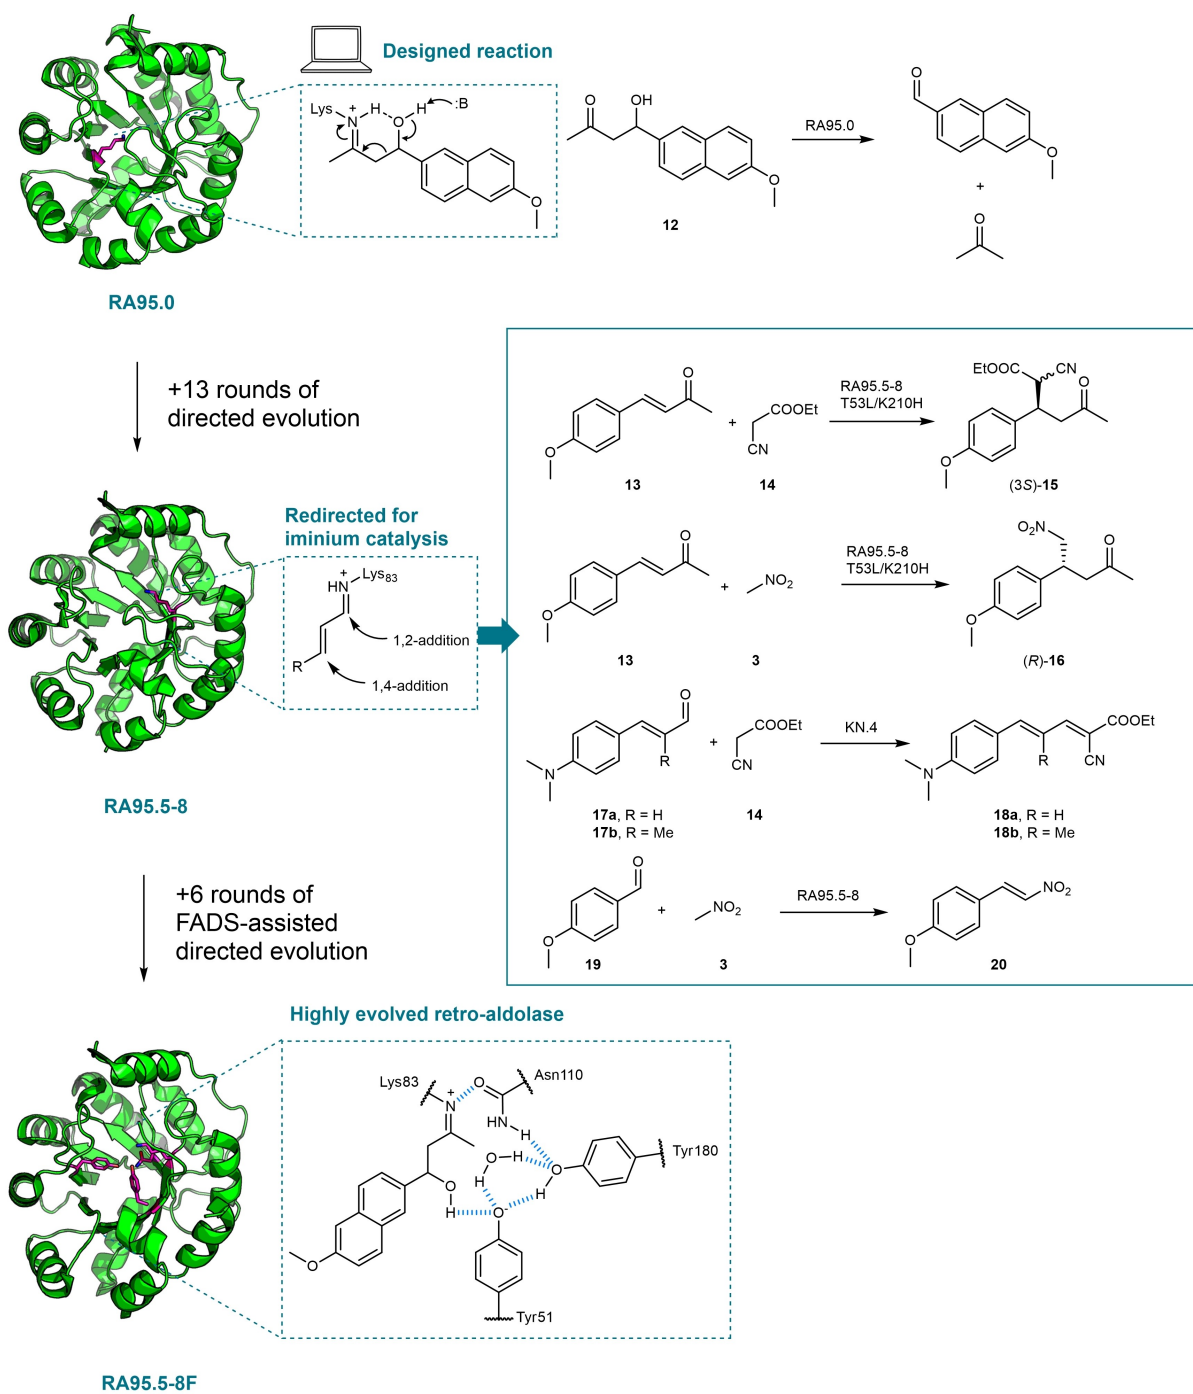 Designed reaction
Lys
+
N
H
O
H
:B
O
O
OH
O
12
RA95.0
O
O
+
O
RA95.0
+13 rounds of
directed evolution
O
O
13
+
COOEt
CN
14
RA95.5-8
T53L/K210H
EtOOC
CN
O
O
(3S)-15
RA95.5-8
Redirected for
iminium catalysis
+
HN
Lys83
R
1,2-addition
1,4-addition
O
O
13
+
NO2
3
RA95.5-8
T53L/K210H
O2N
O
O
(R)-16
O
R
N
17a, R = H
17b, R = Me
+
COOEt
CN
14
KN.4
COOEt
R
CN
N
18a, R = H
18b, R = Me
O
O
19
+
NO2
3
RA95.5-8
NO2
O
20
+6 rounds of
FADS-assisted
directed evolution
Highly evolved retro-aldolase
Lys83
+
N
O
Asn110
HN
H
O
H
H
O
H
Tyr180
O
H
O-
O
Tyr51
RA95.5-8F